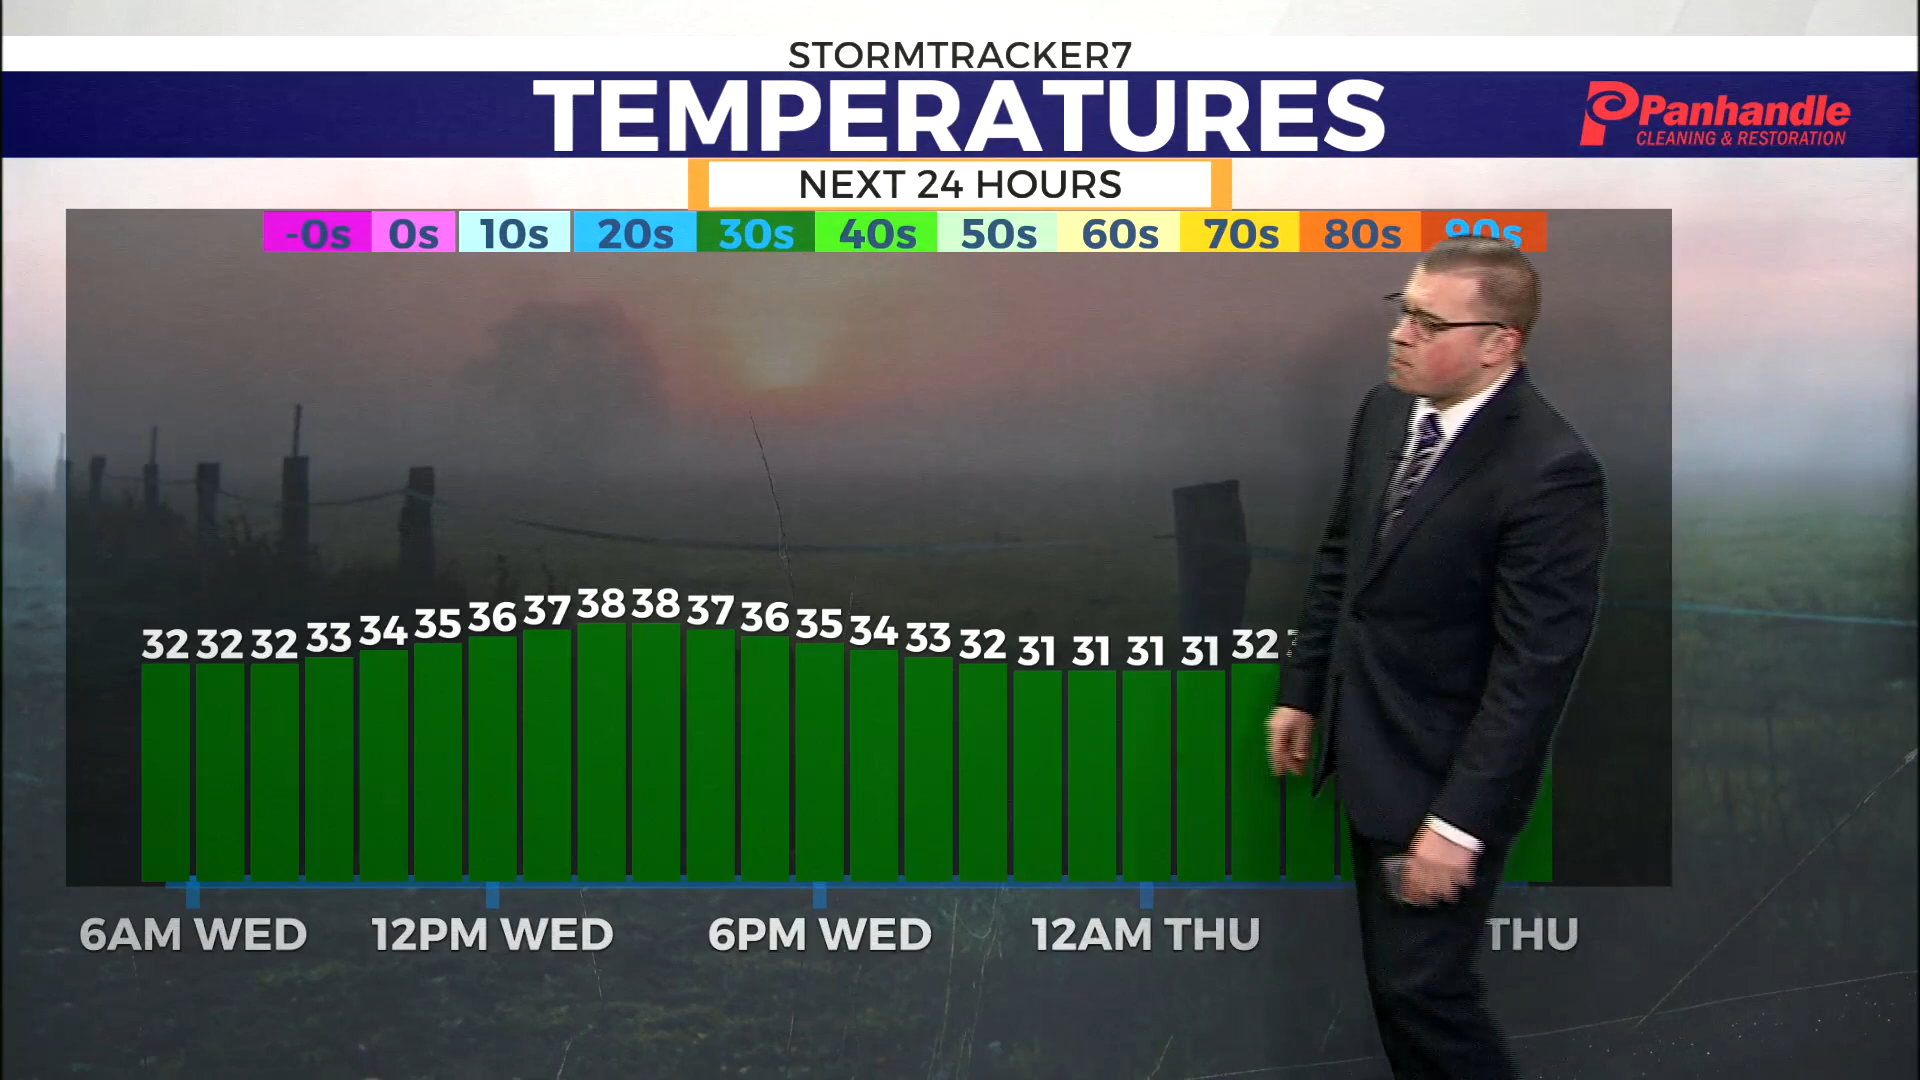 STORMTRACKER7
TEMPERATURES
Panhandle
CLEANING & RESTORATION
NEXT 24 HOURS
-0s 0s 10s 20s 30s 40s 50s 60s 70s 80s 90s
32 32 32 33 34 35 36 37 38 38 37 36 35 34 33 32 31 31 31 31 32
6AM WED 12PM WED 6PM WED 12AM THU THU